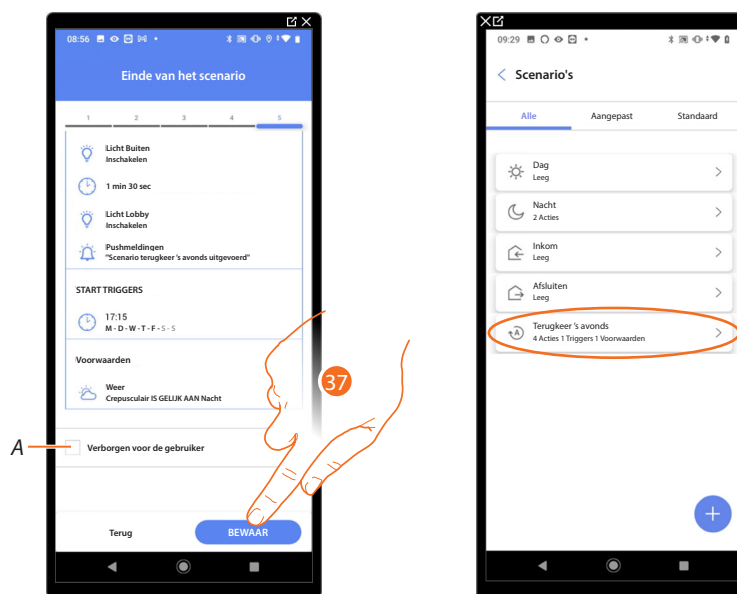 08:56
Einde van het scenario
1 2 3 4 5
Licht Buiten
Inschakelen
1 min 30 sec
Licht Lobby
Inschakelen
Pushmeldingen
"Scenario terugkeer 's avonds uitgevoerd"
START TRIGGERS
17:15
M - D - W - T - F - S - S
Voorwaarden
Weer
Crepusculair IS GELIJK AAN Nacht
A
Verborgen voor de gebruiker
Terug
BEWAAR
37
09:29
Scenario's
Alle Aangepast Standaard
Dag
Leeg
Nacht
2 Acties
Inkom
Leeg
Afsluiten
Leeg
A
Terugkeer 's avonds
4 Acties 1 Triggers 1 Voorwaarden